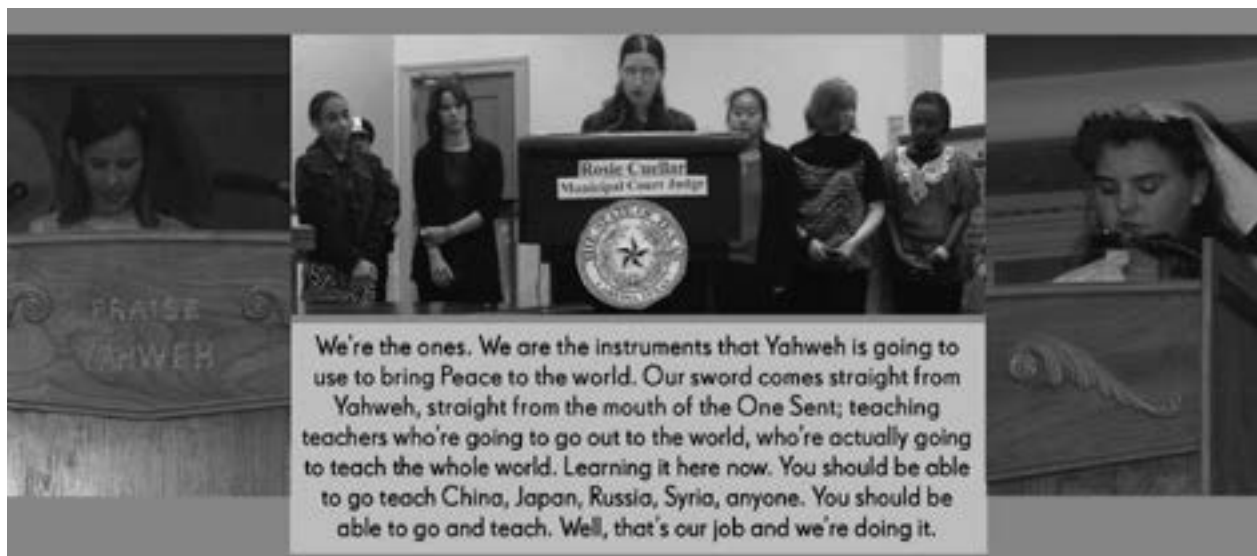 PRAISE
YAHWEH
Rosie Cuellar
Municipal Court Judge
We're the ones. We are the instruments that Yahweh is going to
use to bring Peace to the world. Our sword comes straight from
Yahweh, straight from the mouth of the One Sent; teaching
teachers who're going to go out to the world, who're actually going
to teach the whole world. Learning it here now. You should be able
to go teach China, Japan, Russia, Syria, anyone. You should be
able to go and teach. Well, that's our job and we're doing it.